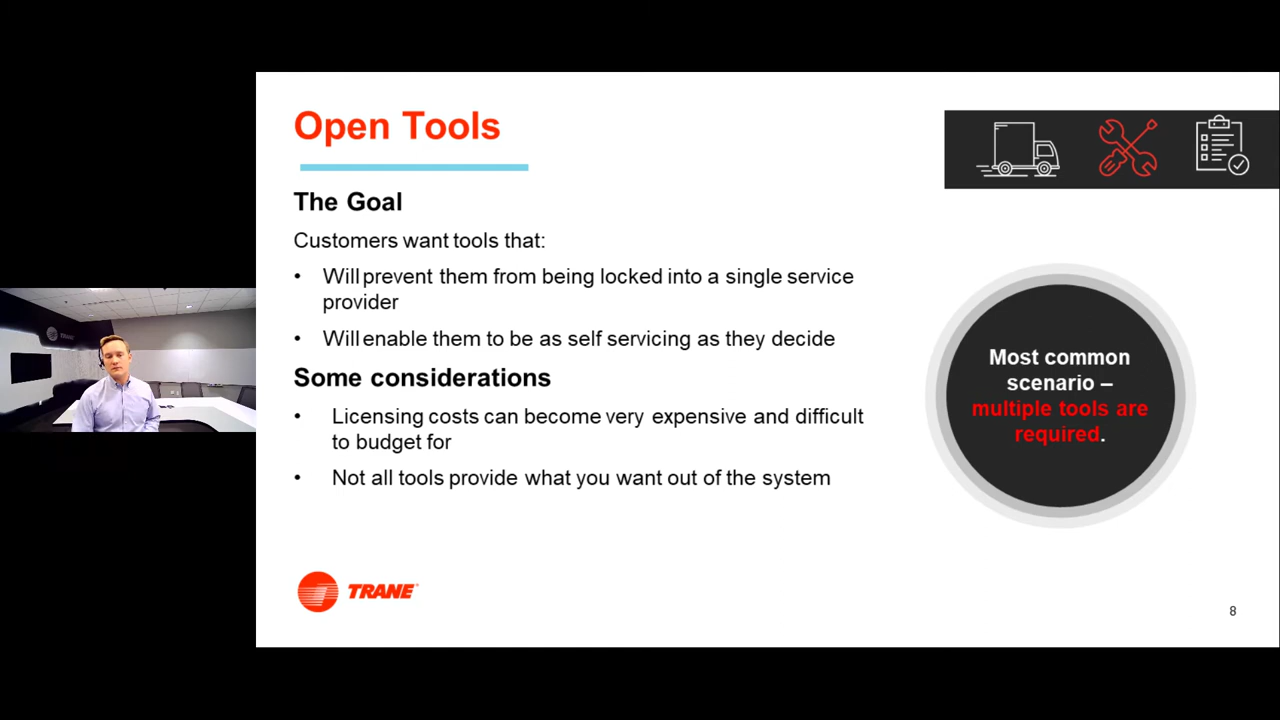 Open Tools
The Goal
Customers want tools that:
• Will prevent them from being locked into a single service
provider
• Will enable them to be as self servicing as they decide
Some considerations
• Licensing costs can become very expensive and difficult
to budget for
• Not all tools provide what you want out of the system
Most common
scenario –
multiple tools are
required.
TRANE
TRANE
8